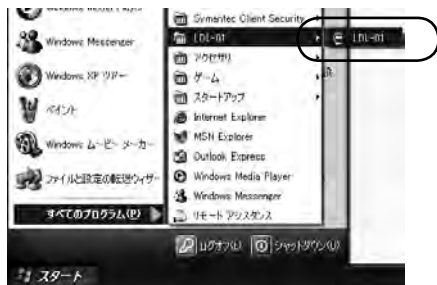 Windows Messenger
Windows XP ツアー
ペイント
Windows ムービー メーカー
ファイルと設定の転送ウィザー
すべてのプログラム(P)
Symantec Client Security
LDL-01
アクセサリ
ゲーム
スタートアップ
Internet Explorer
MSN Explorer
Outlook Express
Windows Media Player
Windows Messenger
リモート アシスタンス
LDL-01
ログオフ(L)
シャットダウン(U)
スタート